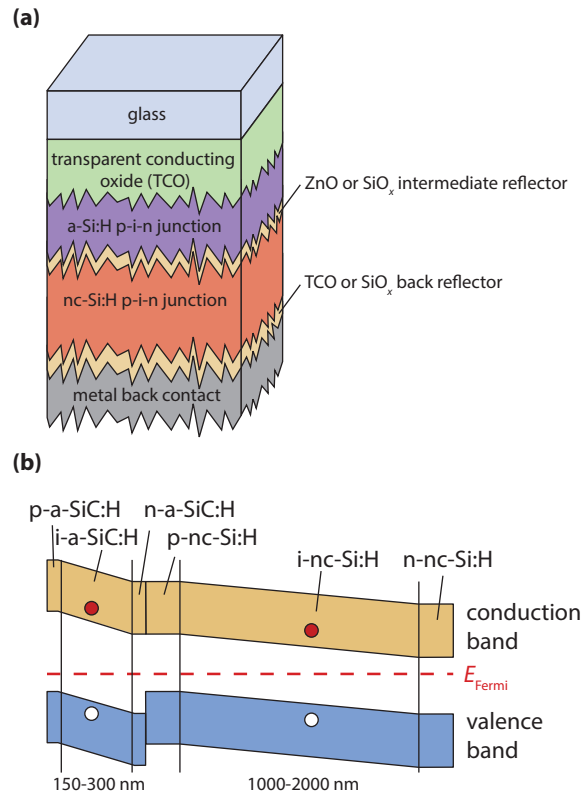 (a)
glass
transparent conducting
oxide (TCO)
ZnO or SiOₓ intermediate reflector
a-Si:H p-i-n junction
TCO or SiOₓ back reflector
nc-Si:H p-i-n junction
metal back contact
(b)
p-a-SiC:H
n-a-SiC:H
i-a-SiC:H
p-nc-Si:H
i-nc-Si:H
n-nc-Si:H
conduction
band
E_Fermi
valence
band
150-300 nm
1000-2000 nm